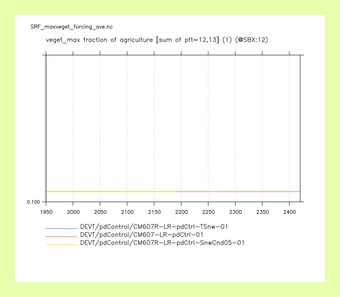 SRF_maxveget_forcing_ave.nc
veget_max fraction of agriculture [sum of pft=12,13] (1) (@SBX:12)
0.100
1950 2000 2050 2100 2150 2200 2250 2300 2350 2400
DEVT/pdControl/CM607R-LR-pdCtrl-TSnw-01
DEVT/pdControl/CM607-LR-pdCtrl-01
DEVT/pdControl/CM607R-LR-pdCtrl-SnwCnd05-01